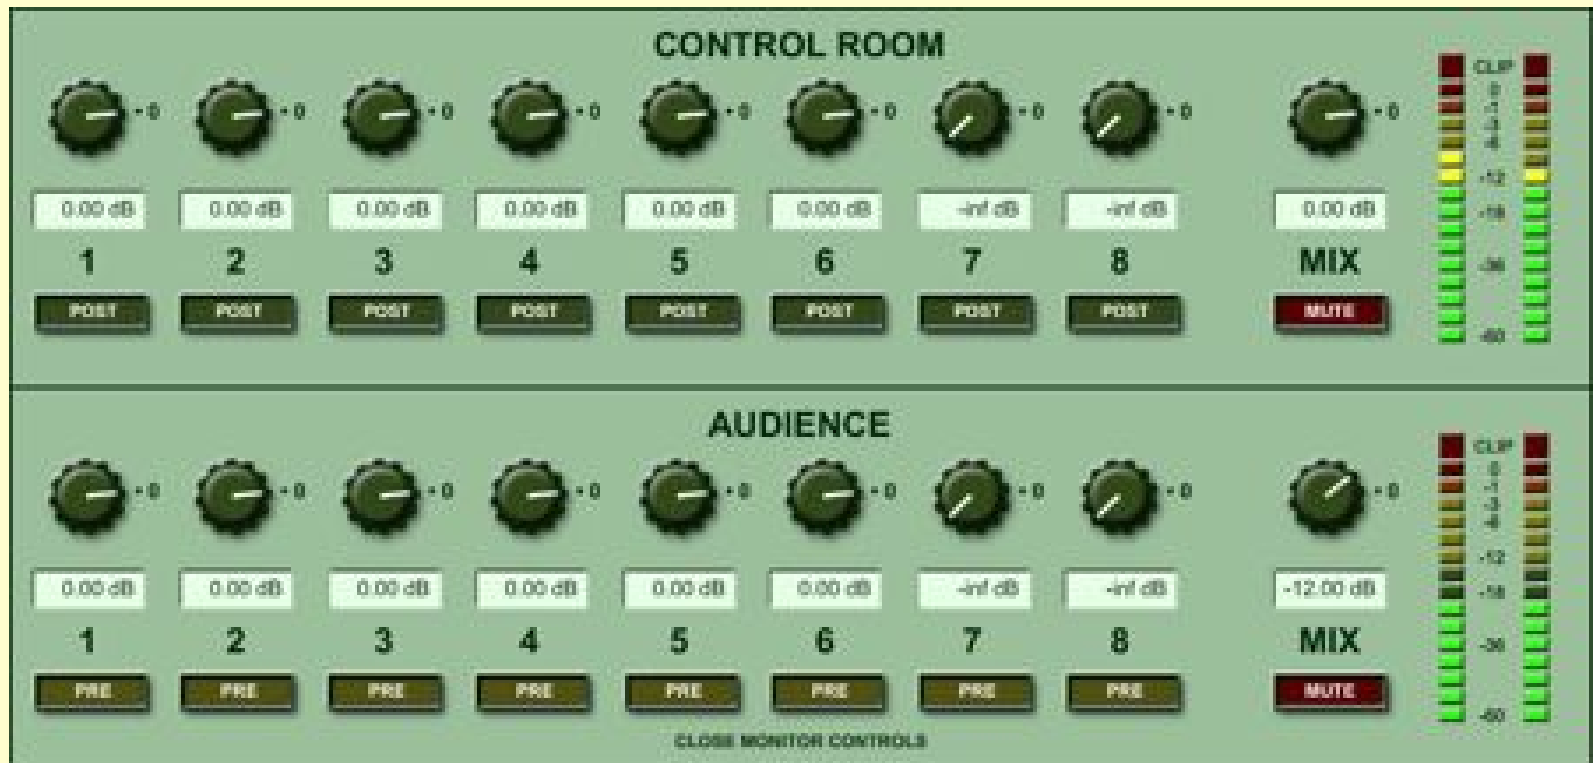 CONTROL ROOM
CLIP
0 0 0 0 0 0 0 0 0 0
0.00 dB 0.00 dB 0.00 dB 0.00 dB 0.00 dB 0.00 dB -inf dB -inf dB 0.00 dB
-12
-18
1 2 3 4 5 6 7 8 MIX
-36
POST POST POST POST POST POST POST POST MUTE
-60
AUDIENCE
CLIP
0 0 0 0 0 0 0 0 0 0
-12
0.00 dB 0.00 dB 0.00 dB 0.00 dB 0.00 dB 0.00 dB -inf dB -inf dB -12.00 dB
-18
1 2 3 4 5 6 7 8 MIX
-36
PRE PRE PRE PRE PRE PRE PRE PRE MUTE
-60
CLOSE MONITOR CONTROLS